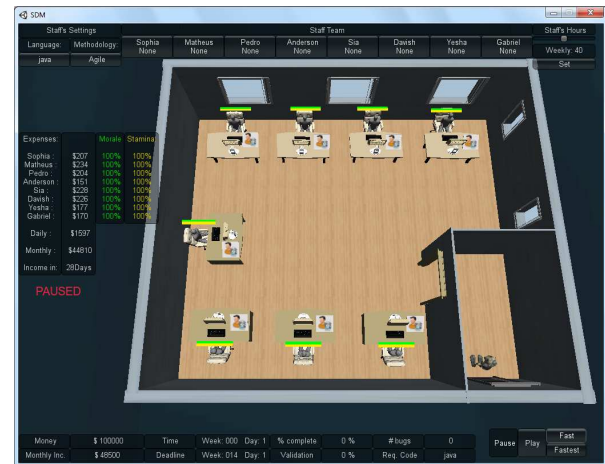 SDM
Staff's Settings
Staff Team
Staff's Hours
Language:
Methodology:
Sophia
None
Matheus
None
Pedro
None
Anderson
None
Sia
None
Davish
None
Yesha
None
Gabriel
None
Weekly: 40
java
Agile
Set
Expenses:
Morale
Stamina
Sophia :
$207
100%
100%
Matheus :
$234
100%
100%
Pedro :
$204
100%
100%
Anderson :
$151
100%
100%
Sia :
$228
100%
100%
Davish :
$226
100%
100%
Yesha :
$177
100%
100%
Gabriel :
$170
100%
100%
Daily :
$1597
Monthly :
$44810
Income in:
28Days
PAUSED
Money
$ 100000
Time
Week: 000 Day: 1
% complete
0 %
# bugs
0
Pause
Play
Fast
Fastest
Monthly Inc.
$ 48500
Deadline
Week: 014 Day: 1
Validation
0 %
Req. Code
java